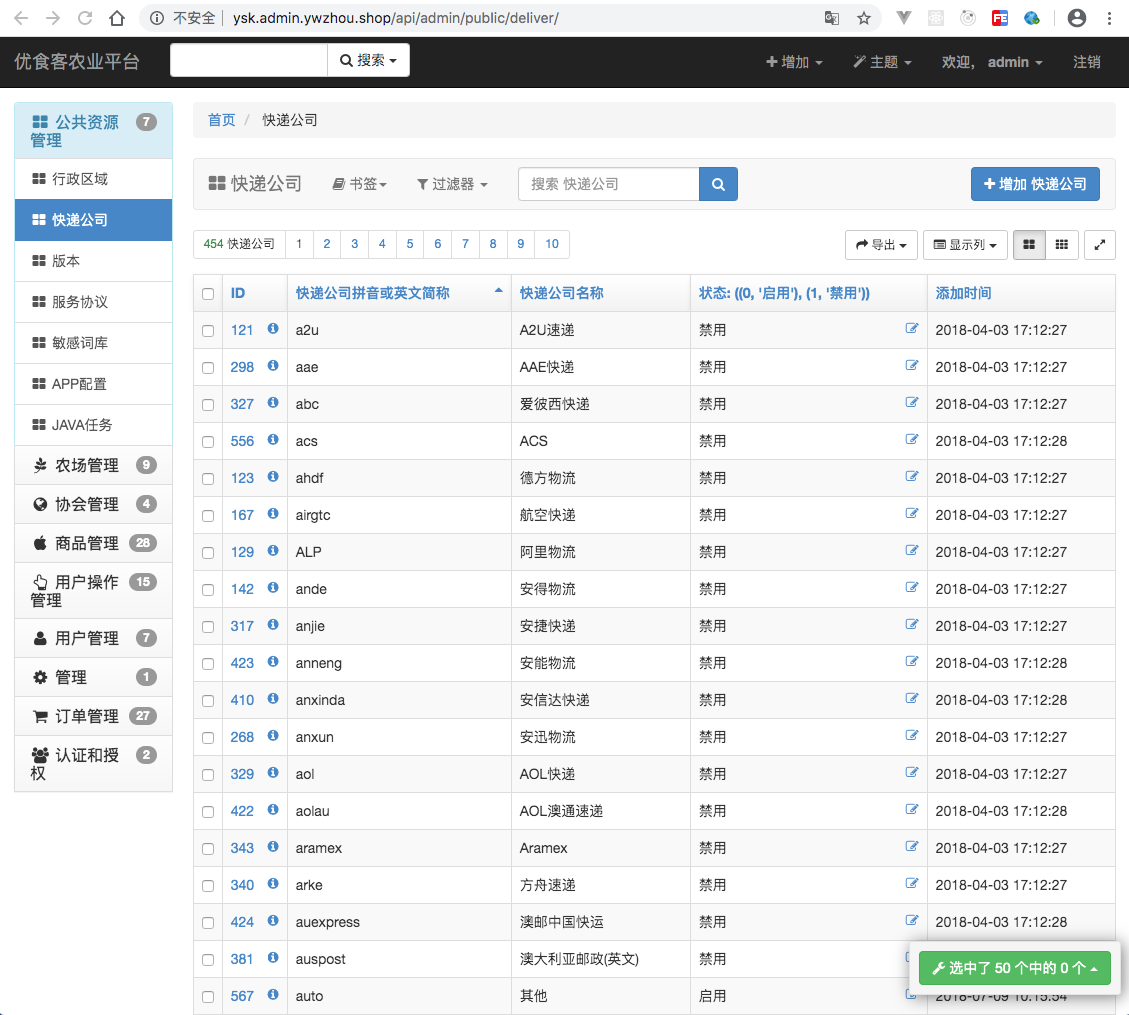 不安全 ysk.admin.ywzhou.shop/api/admin/public/deliver/
优食客农业平台 搜索 增加 主题 欢迎, admin 注销
公共资源管理 7
行政区域
快递公司
版本
服务协议
敏感词库
APP配置
JAVA任务
农场管理 9
协会管理 4
商品管理 28
用户操作管理 15
用户管理 7
管理 1
订单管理 27
认证和授权 2
首页 / 快递公司
快递公司 书签 过滤器 搜索 快递公司 增加 快递公司
454 快递公司 1 2 3 4 5 6 7 8 9 10 导出 显示列
ID 快递公司拼音或英文简称 快递公司名称 状态: ((0, '启用'), (1, '禁用')) 添加时间
121 a2u A2U速递 禁用 2018-04-03 17:12:27
298 aae AAE快递 禁用 2018-04-03 17:12:27
327 abc 爱彼西快递 禁用 2018-04-03 17:12:27
556 acs ACS 禁用 2018-04-03 17:12:28
123 ahdf 德方物流 禁用 2018-04-03 17:12:27
167 airgtc 航空快递 禁用 2018-04-03 17:12:27
129 ALP 阿里物流 禁用 2018-04-03 17:12:27
142 ande 安得物流 禁用 2018-04-03 17:12:27
317 anjie 安捷快递 禁用 2018-04-03 17:12:27
423 anneng 安能物流 禁用 2018-04-03 17:12:28
410 anxinda 安信达快递 禁用 2018-04-03 17:12:28
268 anxun 安迅物流 禁用 2018-04-03 17:12:27
329 aol AOL快递 禁用 2018-04-03 17:12:27
422 aolau AOL澳通速递 禁用 2018-04-03 17:12:28
343 aramex Aramex 禁用 2018-04-03 17:12:27
340 arke 方舟速递 禁用 2018-04-03 17:12:27
424 auexpress 澳邮中国快运 禁用 2018-04-03 17:12:28
381 auspost 澳大利亚邮政(英文) 禁用
选中了 50 个中的 0 个
567 auto 其他 启用 2018-07-09 10:15:54